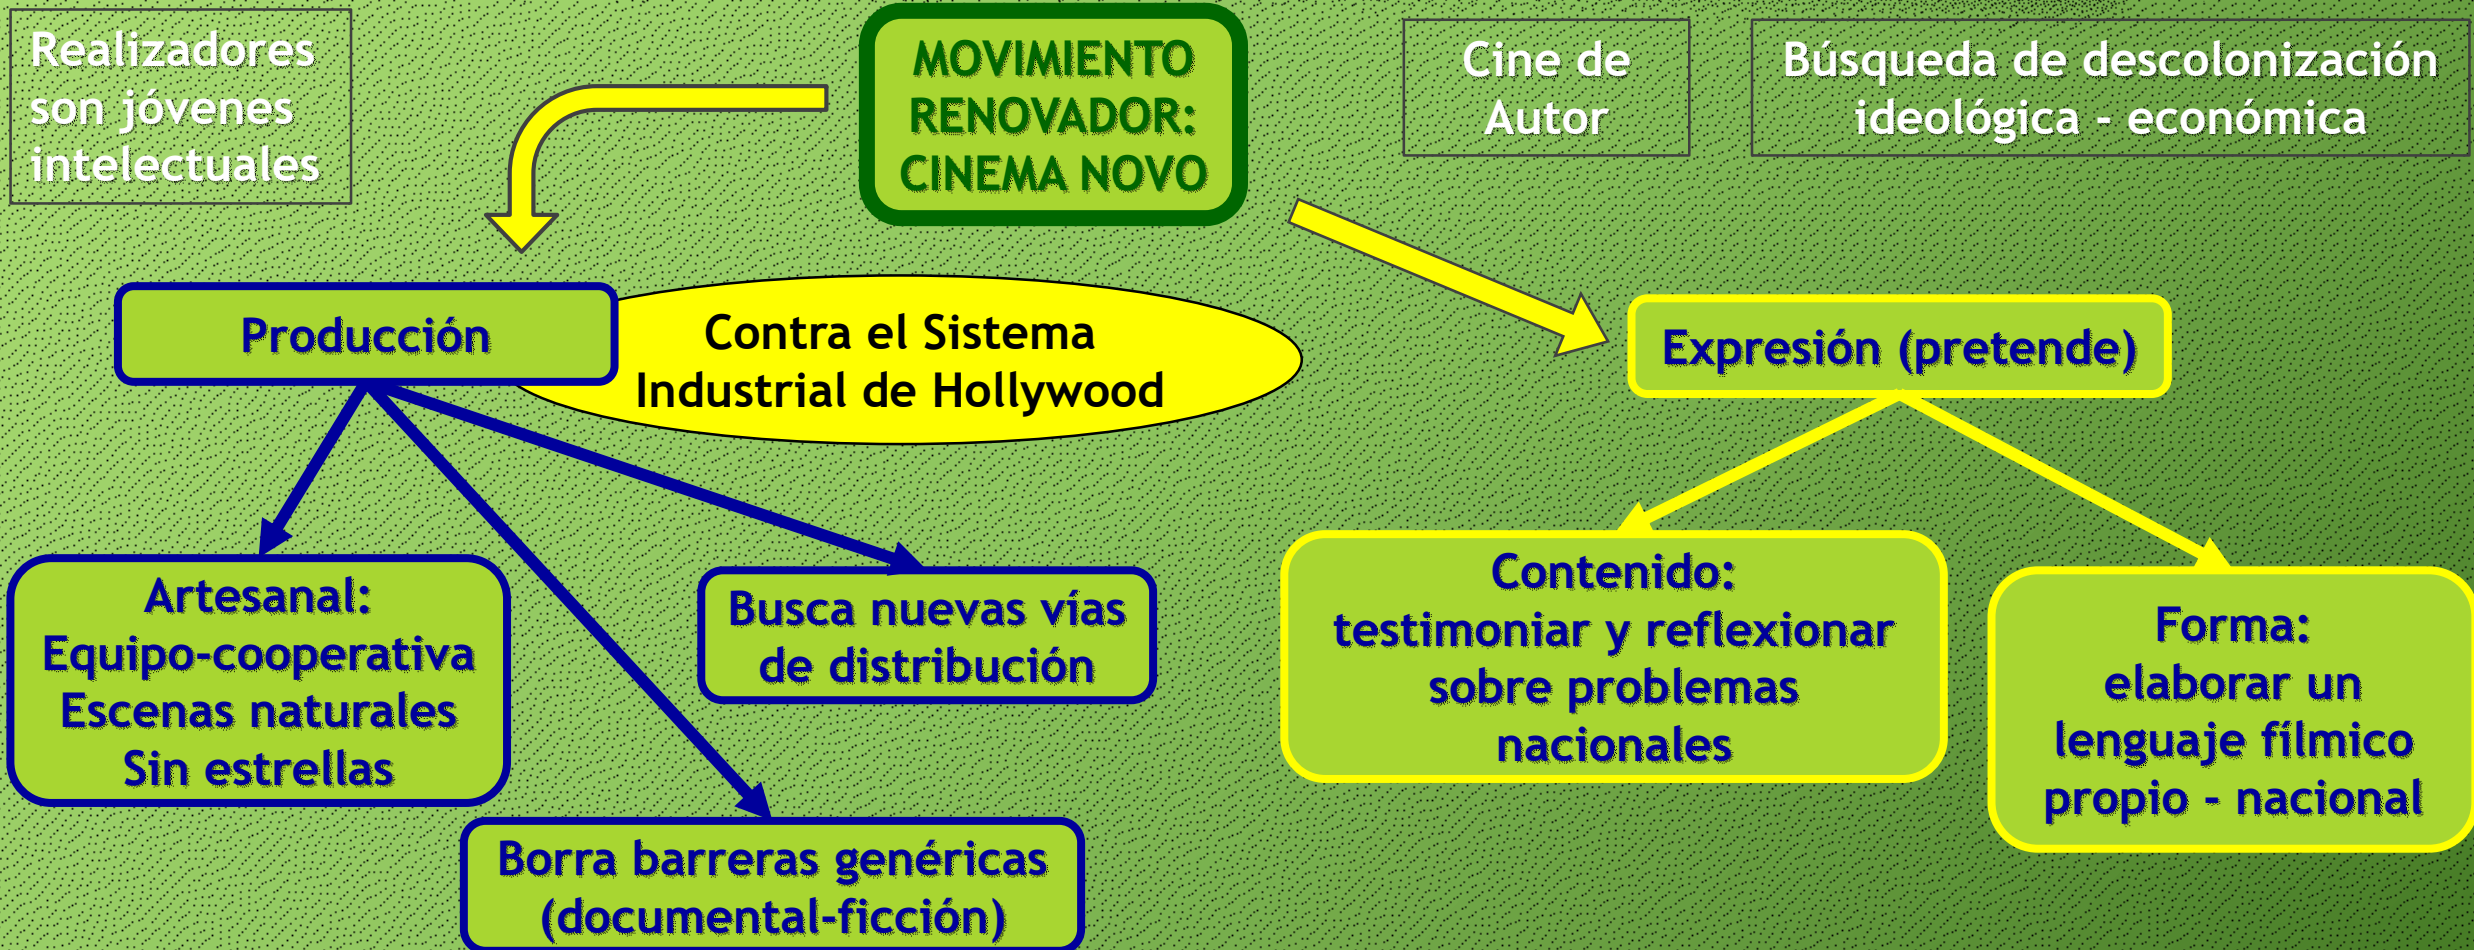 Realizadores
son jóvenes
intelectuales
MOVIMIENTO
RENOVADOR:
CINEMA NOVO
Cine de
Autor
Búsqueda de descolonización
ideológica - económica
Producción
Contra el Sistema
Industrial de Hollywood
Expresión (pretende)
Artesanal:
Equipo-cooperativa
Escenas naturales
Sin estrellas
Busca nuevas vías
de distribución
Borra barreras genéricas
(documental-ficción)
Contenido:
testimoniar y reflexionar
sobre problemas
nacionales
Forma:
elaborar un
lenguaje fílmico
propio - nacional